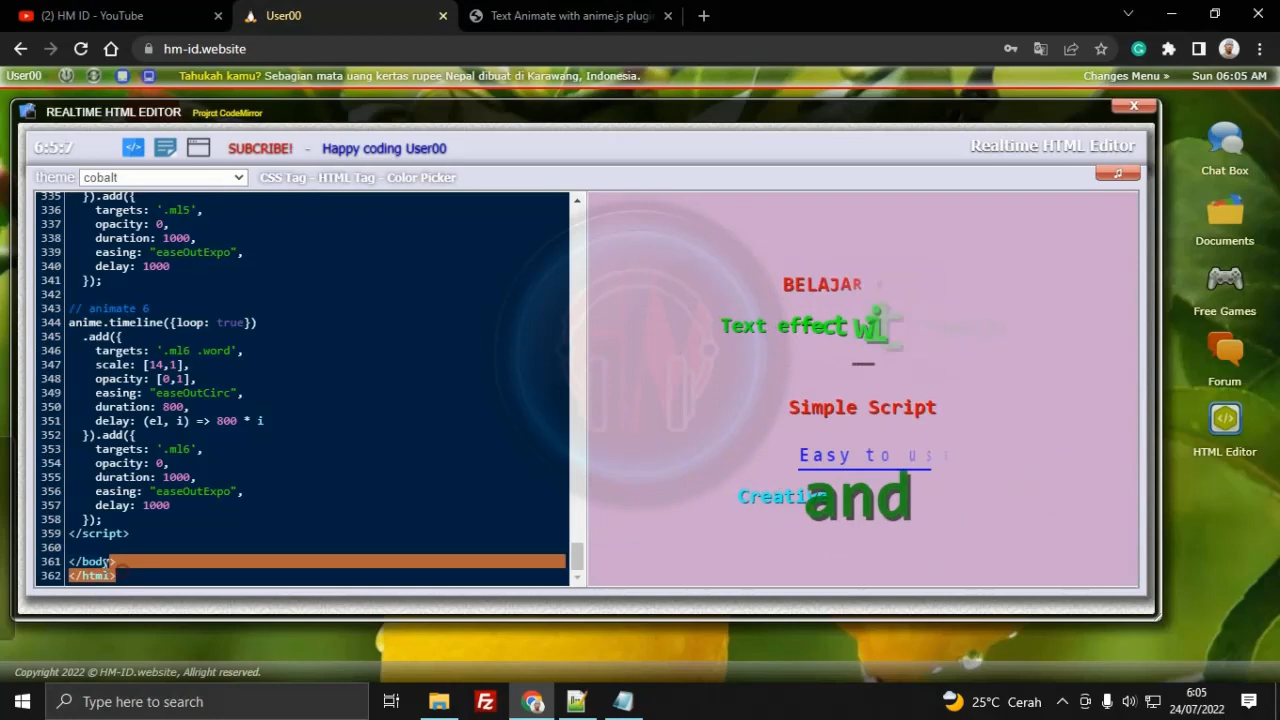 (2) HM ID - YouTube
User00
Text Animate with anime.js plugin
hm-id.website
User00
Tahukah kamu? Sebagian mata uang kertas rupee Nepal dibuat di Karawang, Indonesia.
Changes Menu »
Sun 06:05 AM
REALTIME HTML EDITOR Projrct CodeMirror
x
6:5:7
SUBCRIBE! - Happy coding User00
Realtime HTML Editor
theme cobalt
CSS Tag - HTML Tag - Color Picker
335 }).add({
336 targets: '.ml5',
337 opacity: 0,
338 duration: 1000,
339 easing: "easeOutExpo",
340 delay: 1000
341 });
342
343 // animate 6
344 anime.timeline({loop: true})
345 .add({
346 targets: '.ml6 .word',
347 scale: [14,1],
348 opacity: [0,1],
349 easing: "easeOutCirc",
350 duration: 800,
351 delay: (el, i) => 800 * i
352 }).add({
353 targets: '.ml6',
354 opacity: 0,
355 duration: 1000,
356 easing: "easeOutExpo",
357 delay: 1000
358 });
359 </script>
360
361 </body>
362 </html>
BELAJAR
Text effect wi
Simple Script
Easy to us
Creative and
Chat Box
Documents
Free Games
Forum
HTML Editor
Copyright 2022 © HM-ID.website, Allright reserved.
Type here to search
25°C Cerah
6:05
24/07/2022